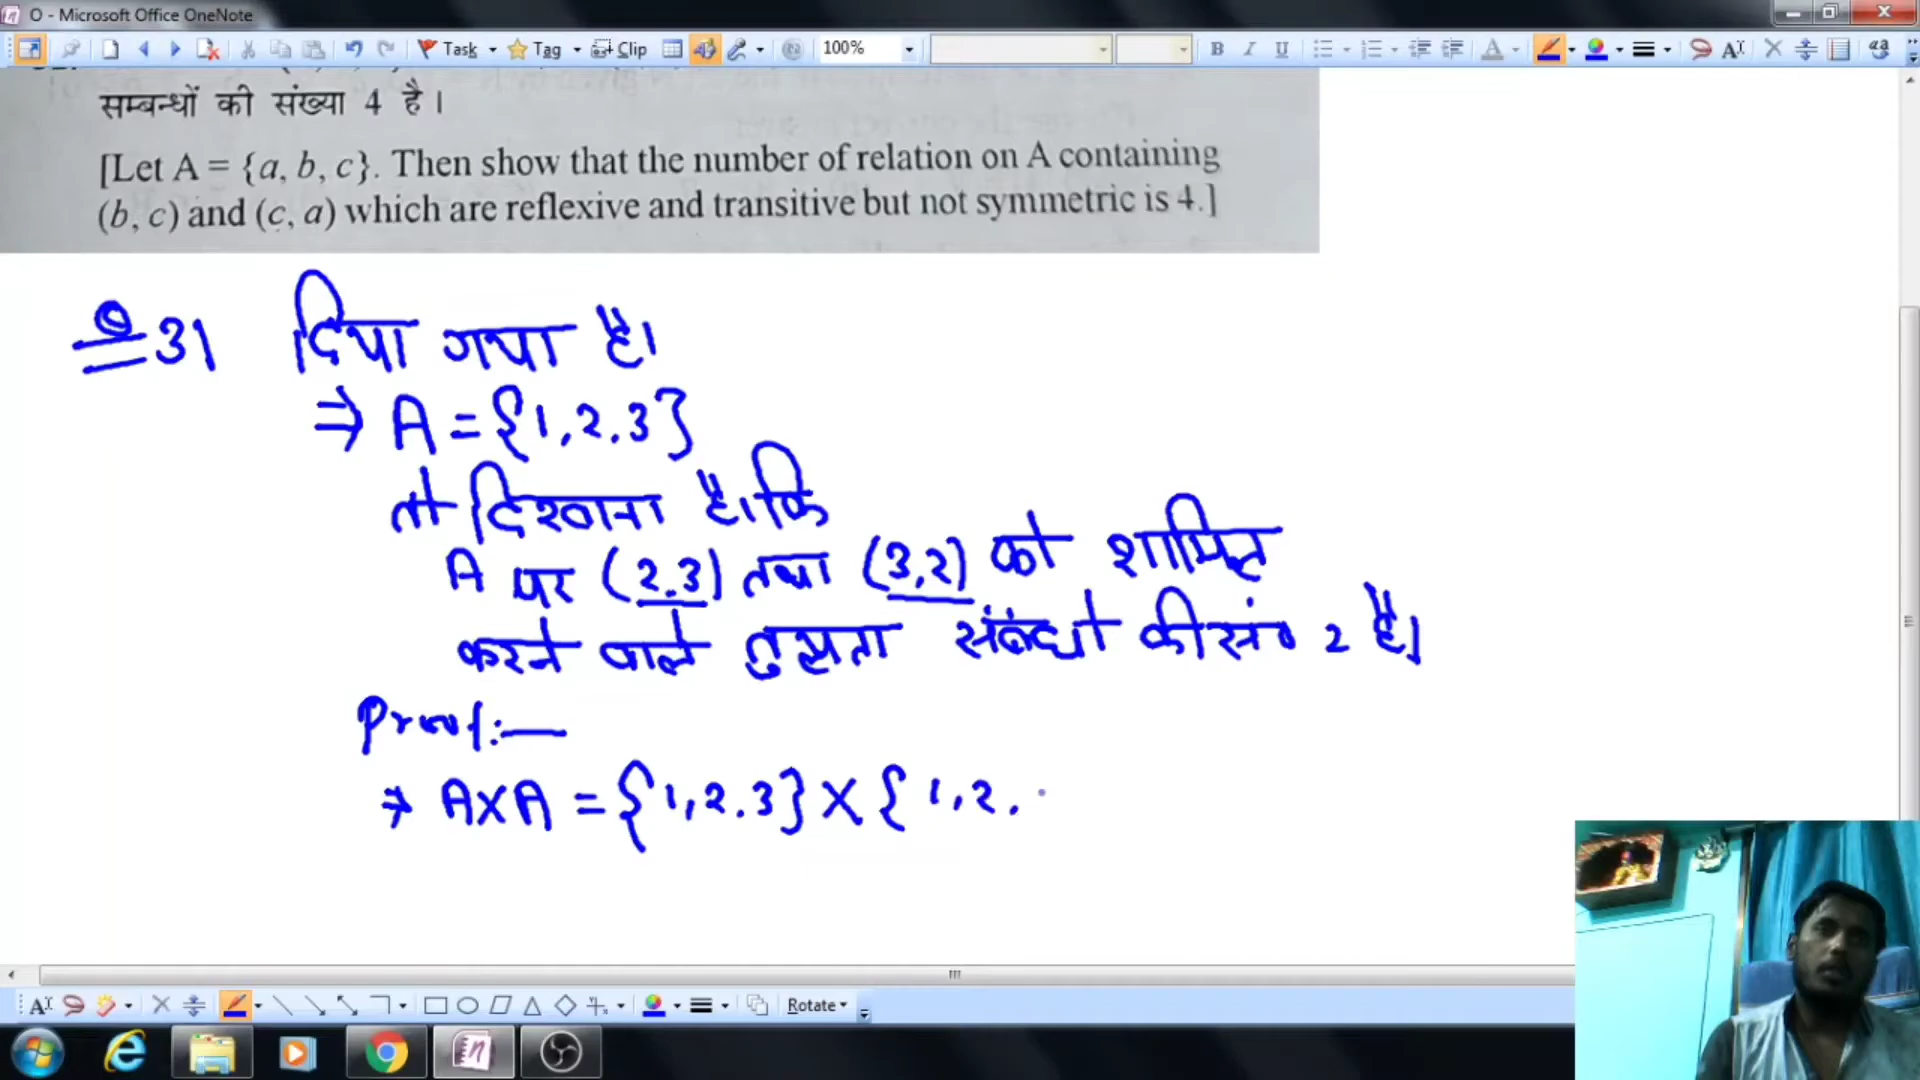 O - Microsoft Office OneNote
Task Tag Clip 100% B I U
सम्बन्धों की संख्या 4 है।
[Let A = {a, b, c}. Then show that the number of relation on A containing
(b, c) and (c, a) which are reflexive and transitive but not symmetric is 4.]
Q 31 दिया गया है।
⇒ A = {1, 2. 3}
तो दिखाना है। कि
A पर (2.3) तथा (3,2) को शामिल
करने वाले तुल्यता संबंधो की सं० 2 है।
Proof:—
→ A×A = {1, 2. 3} × {1, 2.
Rotate